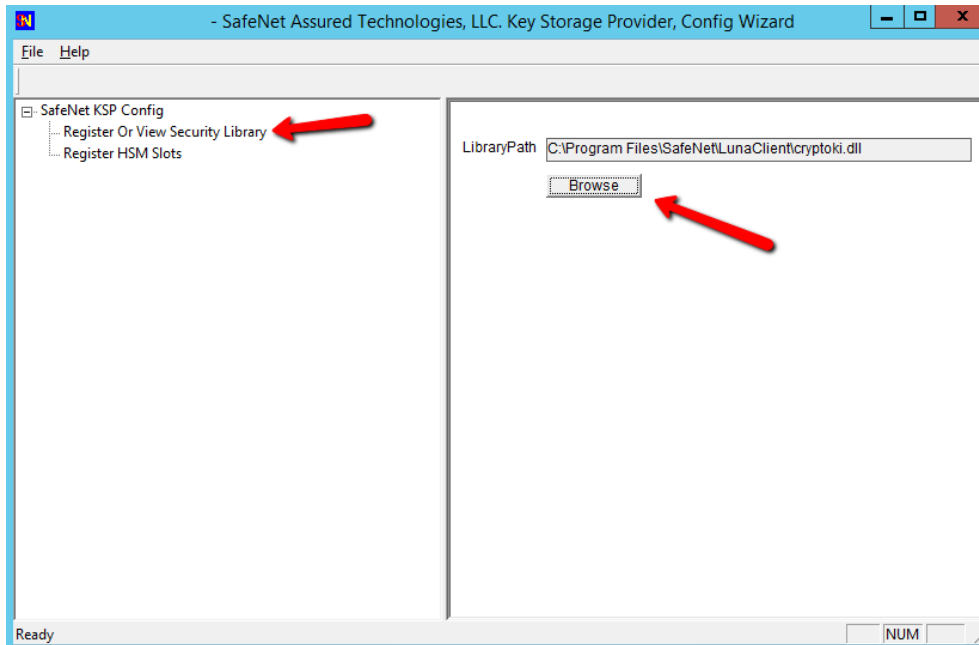 - SafeNet Assured Technologies, LLC. Key Storage Provider, Config Wizard
File Help
SafeNet KSP Config
Register Or View Security Library
Register HSM Slots
LibraryPath C:\Program Files\SafeNet\LunaClient\cryptoki.dll
Browse
Ready NUM